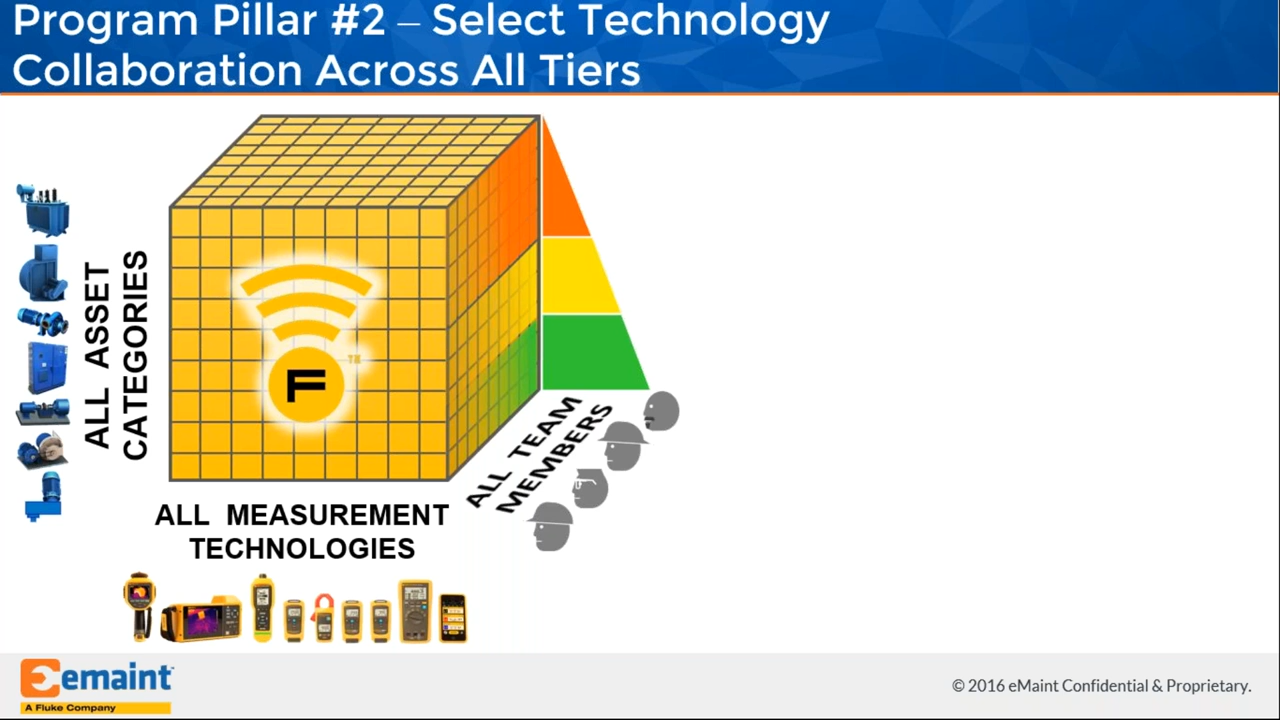 Program Pillar #2 – Select Technology
Collaboration Across All Tiers
ALL ASSET
CATEGORIES
F
TM
ALL TEAM
MEMBERS
ALL MEASUREMENT
TECHNOLOGIES
emaint
A Fluke Company
© 2016 eMaint Confidential & Proprietary.